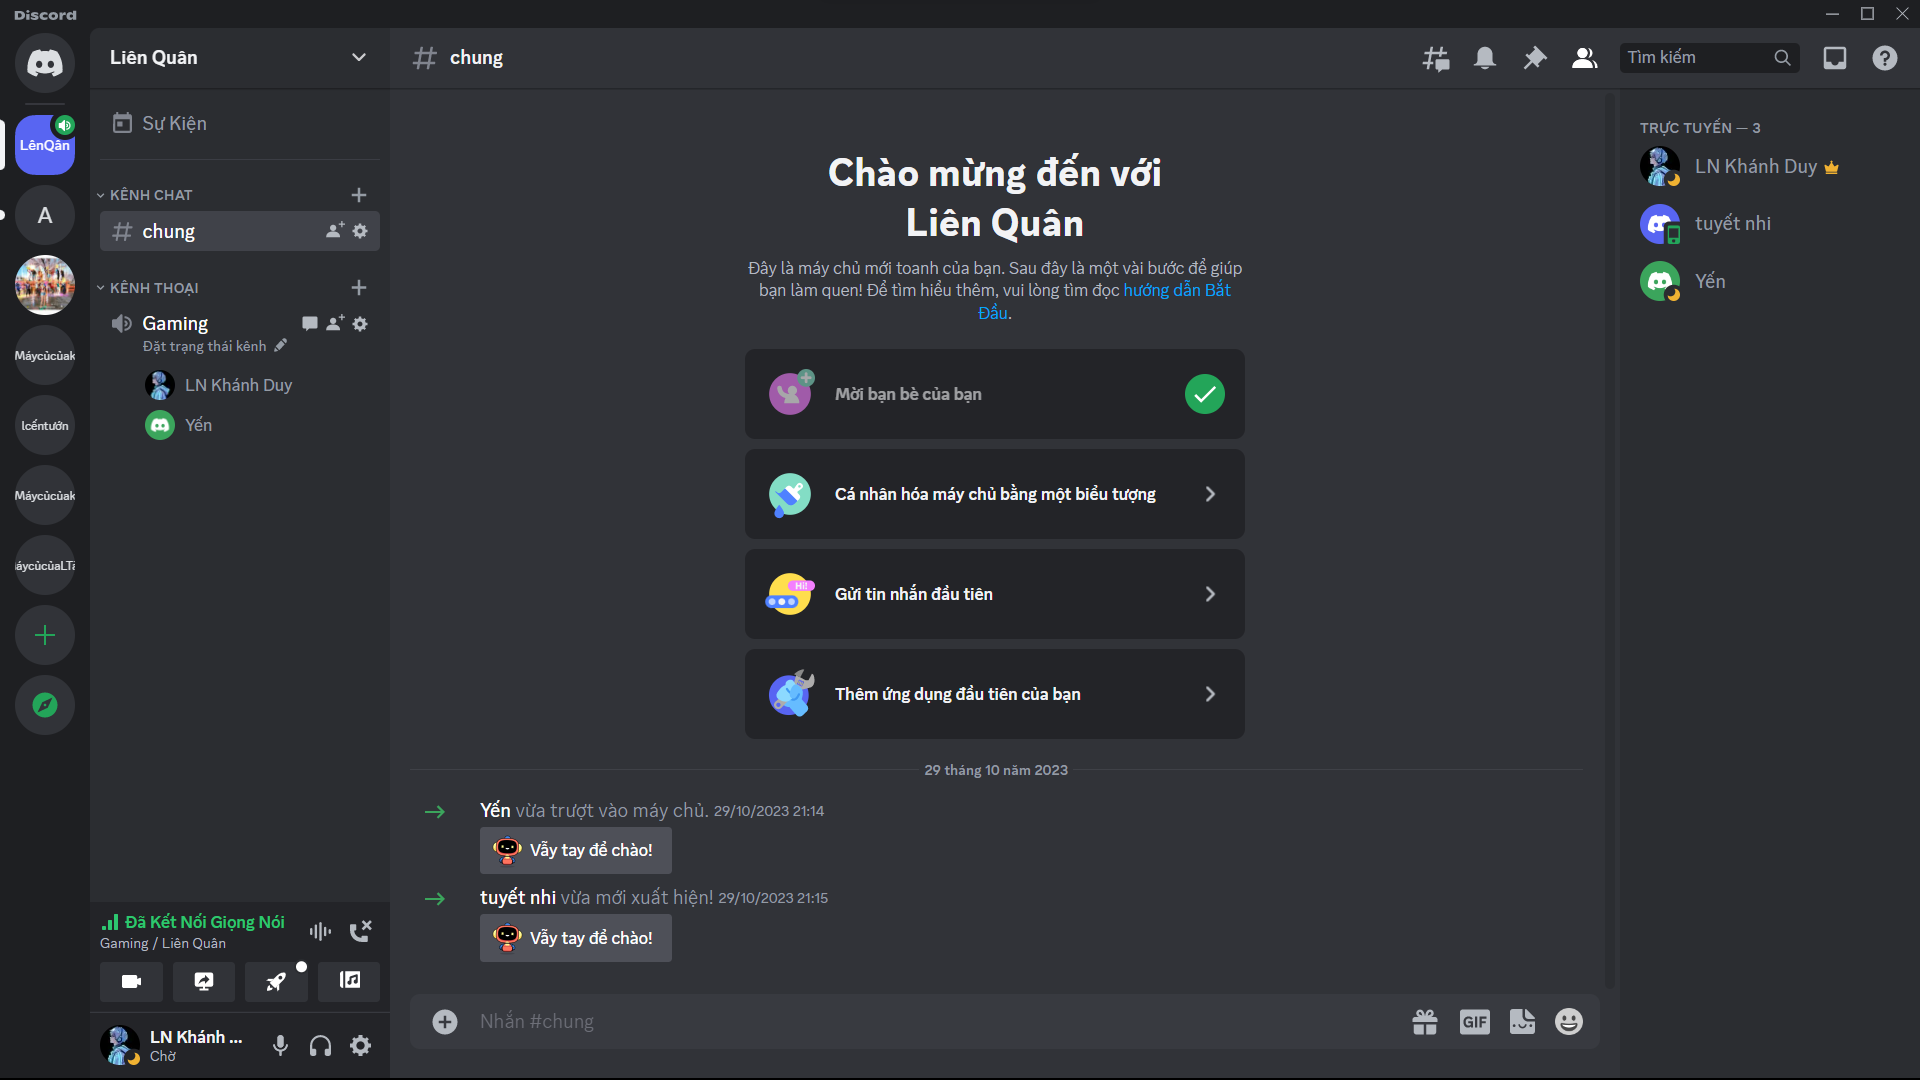 Discord
Liên Quân
chung
Tìm kiếm
LênQân
A
Máycủcủak
lcếntướn
Máycủcủak
Sự Kiện
KÊNH CHAT
chung
KÊNH THOẠI
Gaming
Đặt trạng thái kênh
LN Khánh Duy
Yến
Đã Kết Nối Giọng Nói
Gaming / Liên Quân
LN Khánh ...
Chờ
Chào mừng đến với
Liên Quân
Đây là máy chủ mới toanh của bạn. Sau đây là một vài bước để giúp
bạn làm quen! Để tìm hiểu thêm, vui lòng tìm đọc hướng dẫn Bắt
Đầu.
Mời bạn bè của bạn
Cá nhân hóa máy chủ bằng một biểu tượng
Hi!
Gửi tin nhắn đầu tiên
Thêm ứng dụng đầu tiên của bạn
29 tháng 10 năm 2023
Yến vừa trượt vào máy chủ. 29/10/2023 21:14
Vẫy tay để chào!
tuyết nhi vừa mới xuất hiện! 29/10/2023 21:15
Vẫy tay để chào!
Nhắn #chung
GIF
TRỰC TUYẾN — 3
LN Khánh Duy
tuyết nhi
Yến